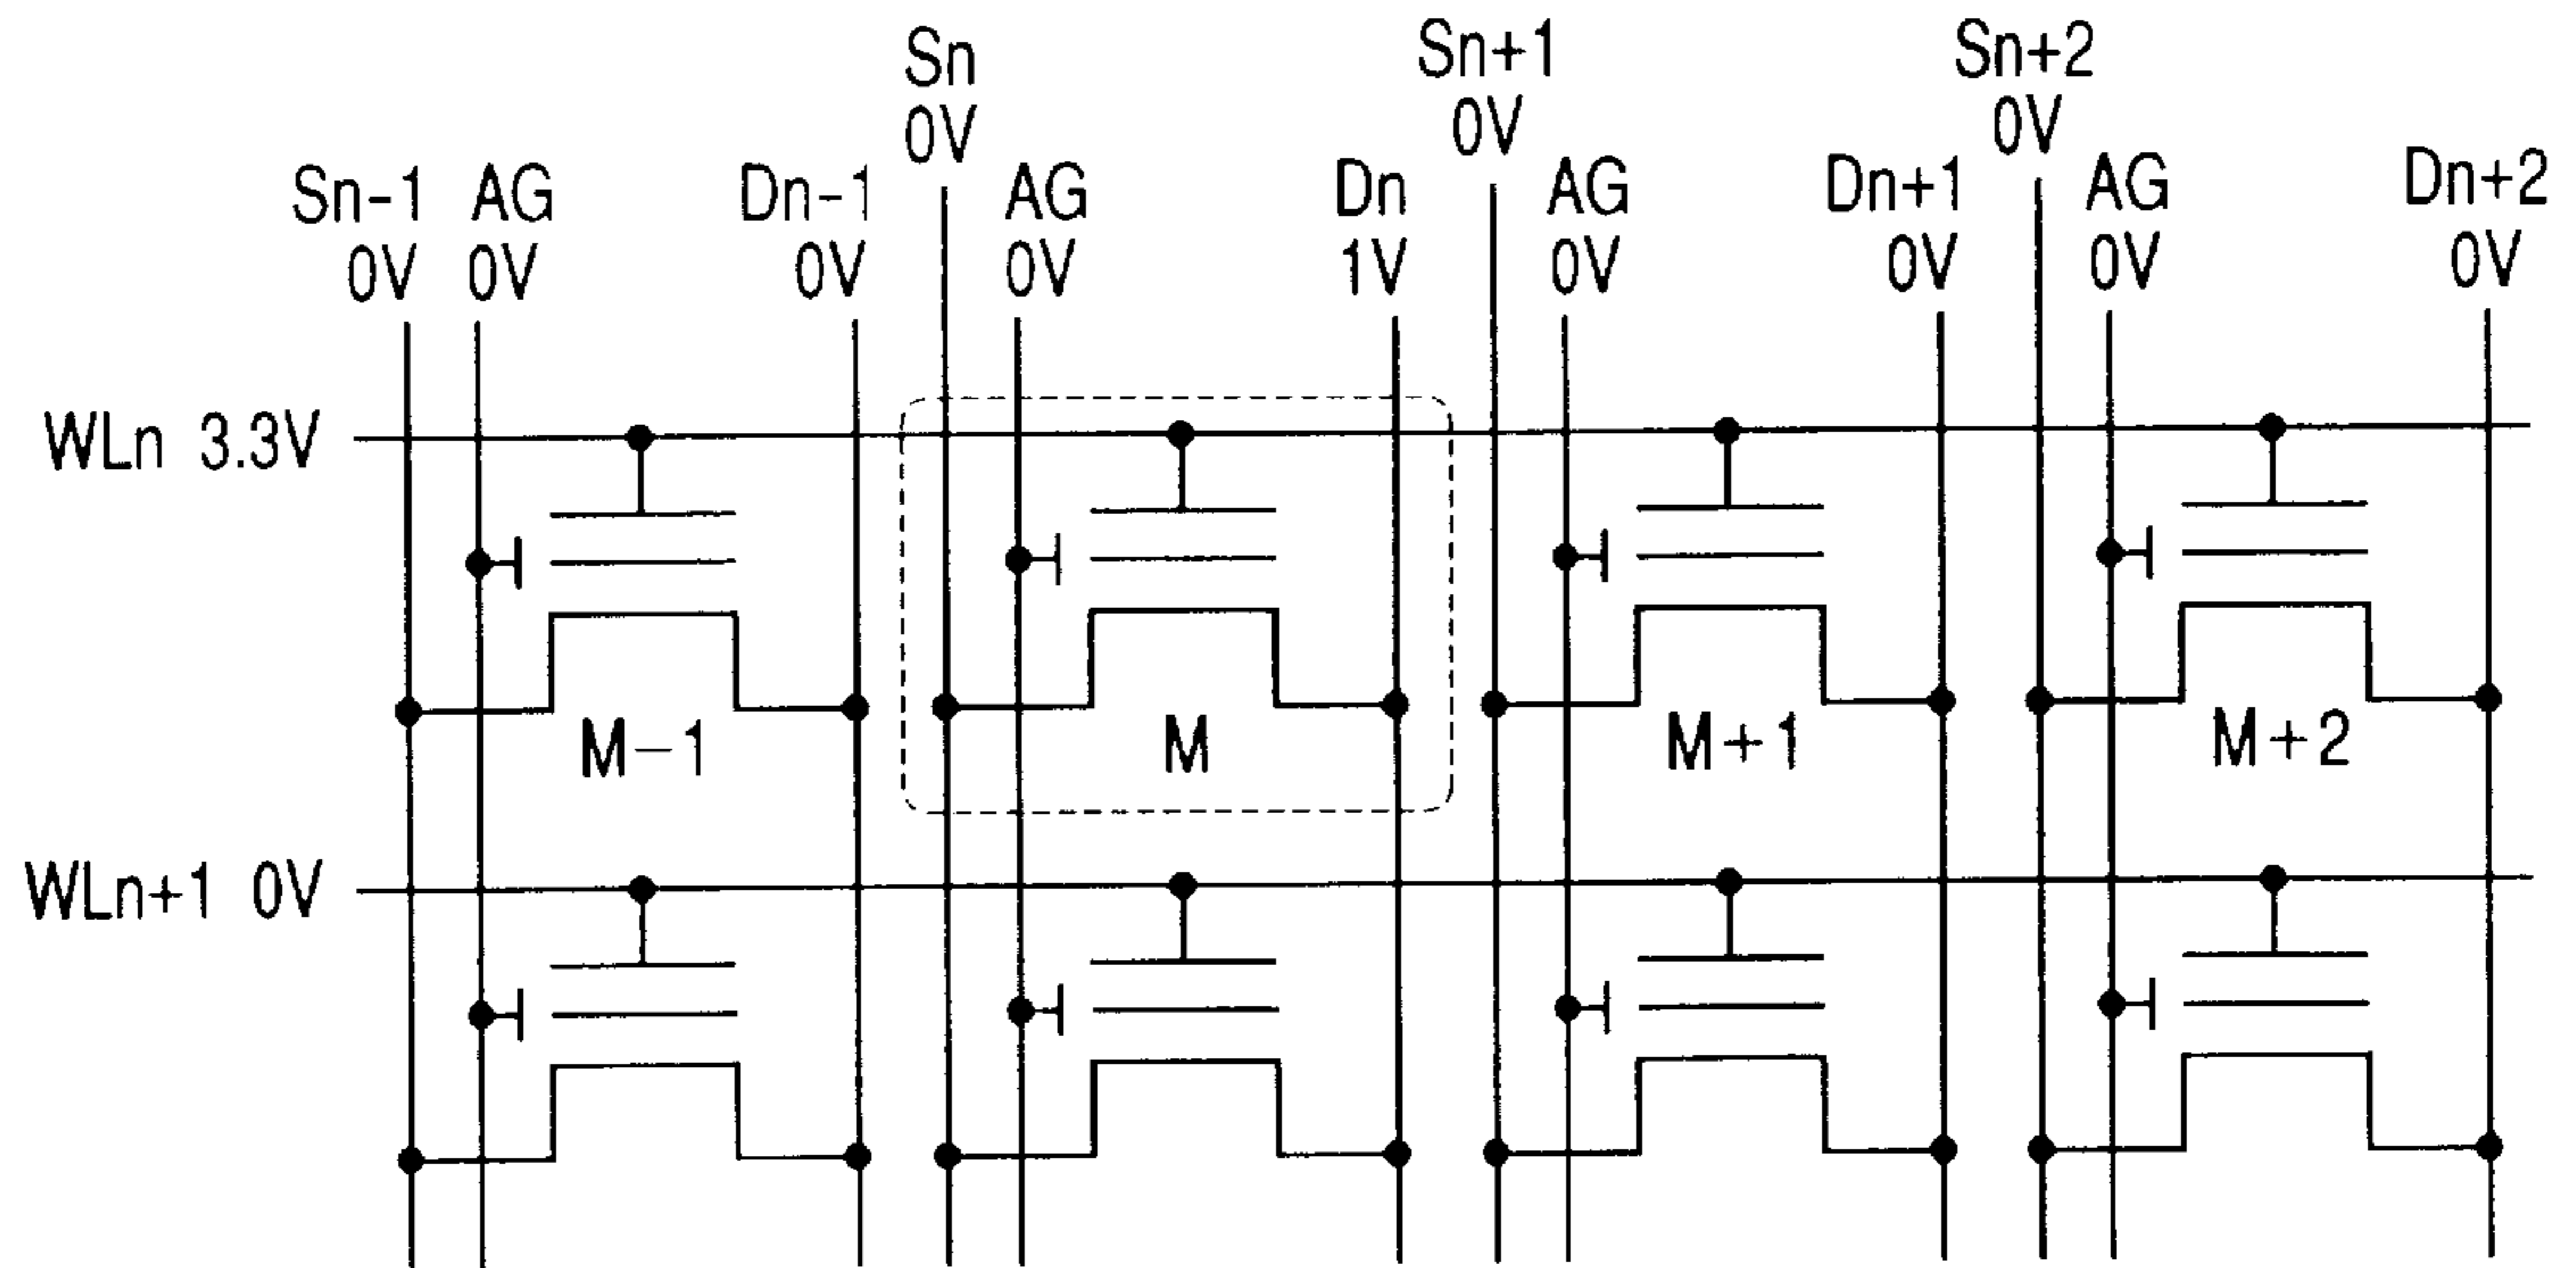 Sn-1 0V
AG 0V
Dn-1 0V
Sn 0V
AG 0V
Dn 1V
Sn+1 0V
AG 0V
Dn+1 0V
Sn+2 0V
AG 0V
Dn+2 0V
WLn 3.3V
M-1
M
M+1
M+2
WLn+1 0V